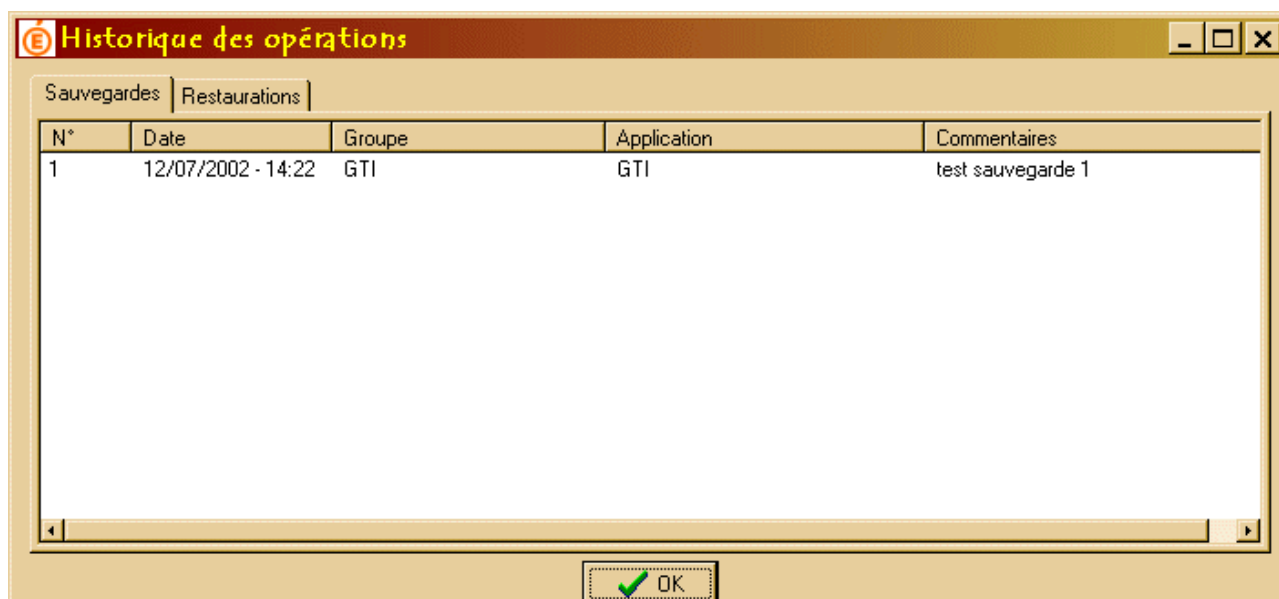 É Historique des opérations
Sauvegardes Restaurations
N° Date Groupe Application Commentaires
1 12/07/2002 - 14:22 GTI GTI test sauvegarde 1
OK